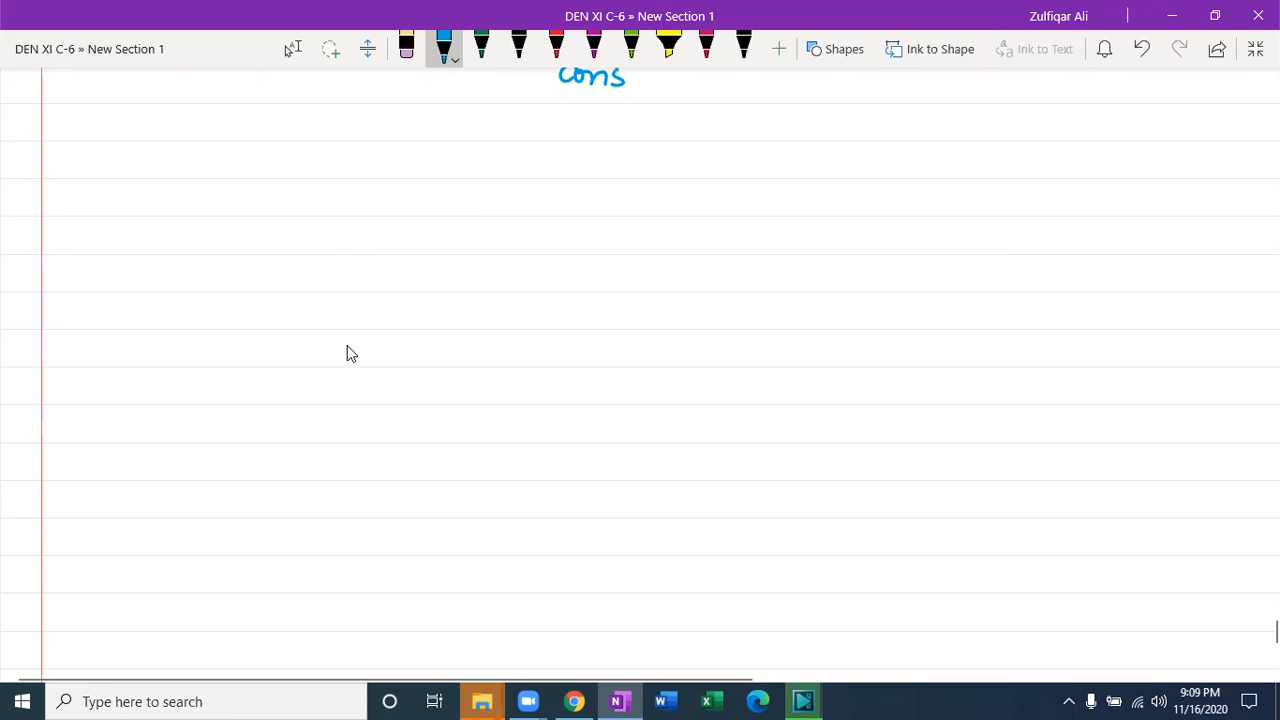 DEN XI C-6 » New Section 1
Zulfiqar Ali
DEN XI C-6 » New Section 1
Shapes
Ink to Shape
Ink to Text
cons
Type here to search
9:09 PM
11/16/2020